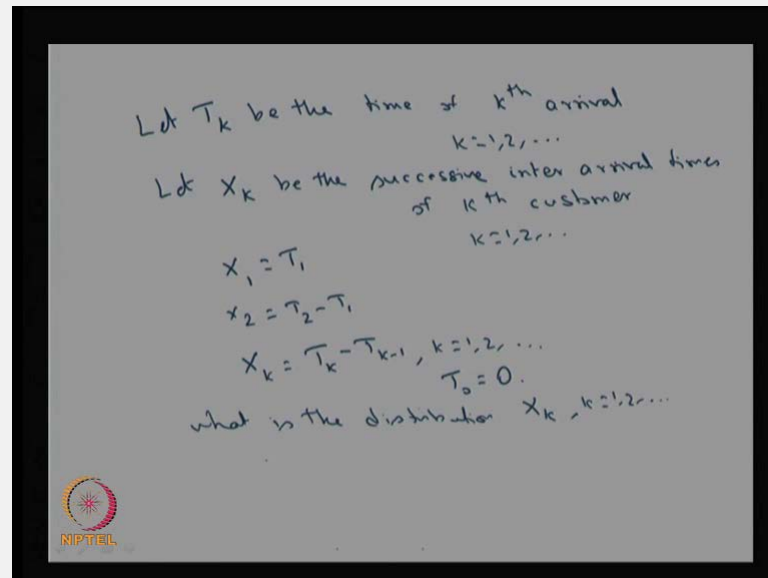 Let T_k be the time of k^th arrival
k=1,2,...
Let X_k be the successive inter arrival times
of kth customer
k=1,2,...
X_1 = T_1
X_2 = T_2 - T_1
X_k = T_k - T_{k-1}, k=1,2,...
T_0 = 0.
what is the distribution X_k, k=1,2,...
NPTEL